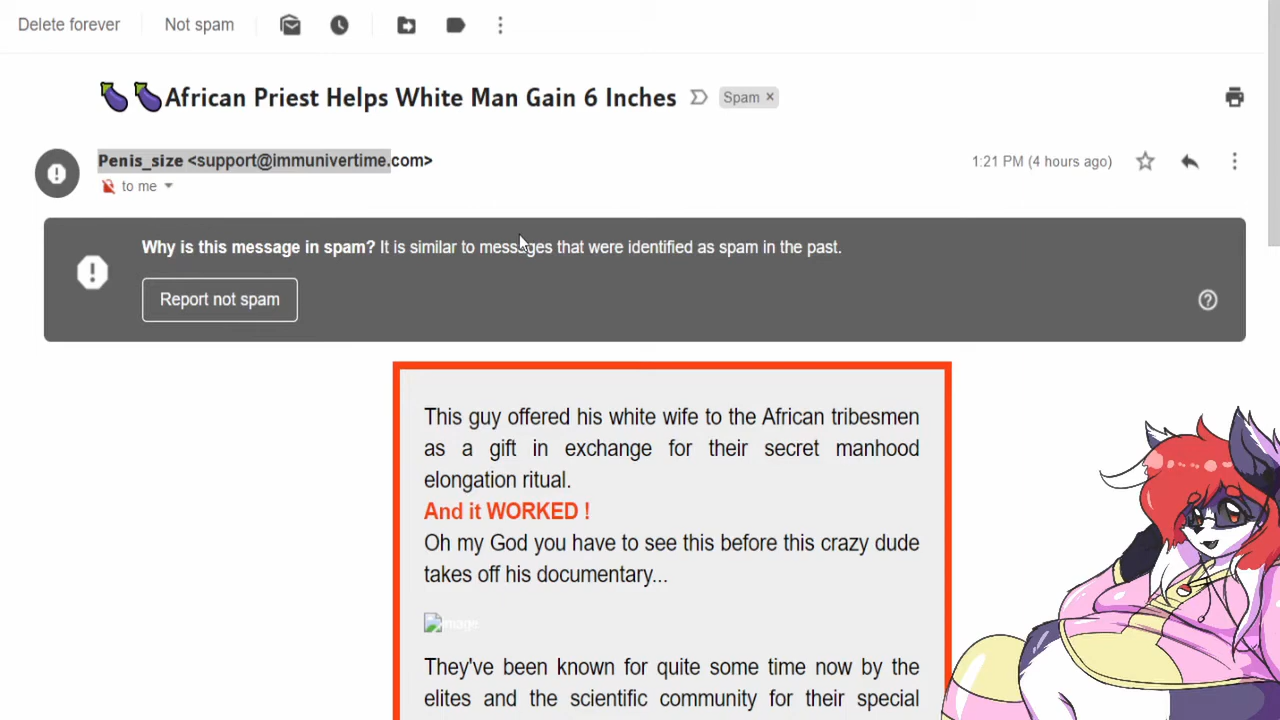 Delete forever Not spam
🍆🍆African Priest Helps White Man Gain 6 Inches Spam ×
Penis_size <support@immunivertime.com> 1:21 PM (4 hours ago)
to me
Why is this message in spam? It is similar to messages that were identified as spam in the past.
Report not spam
This guy offered his white wife to the African tribesmen
as a gift in exchange for their secret manhood
elongation ritual.
And it WORKED !
Oh my God you have to see this before this crazy dude
takes off his documentary...
image
They've been known for quite some time now by the
elites and the scientific community for their special